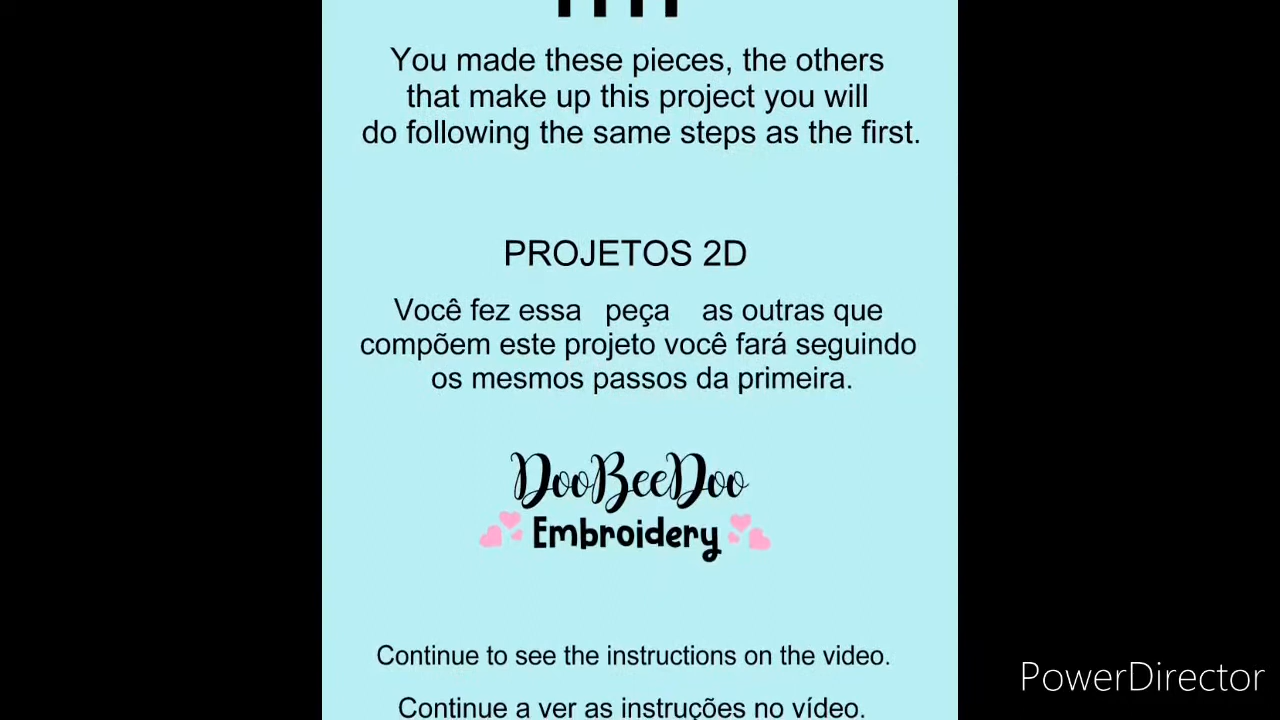 You made these pieces, the others
that make up this project you will
do following the same steps as the first.
PROJETOS 2D
Você fez essa peça as outras que
compõem este projeto você fará seguindo
os mesmos passos da primeira.
DooBeeDoo
Embroidery
Continue to see the instructions on the video.
Continue a ver as instruções no vídeo.
PowerDirector